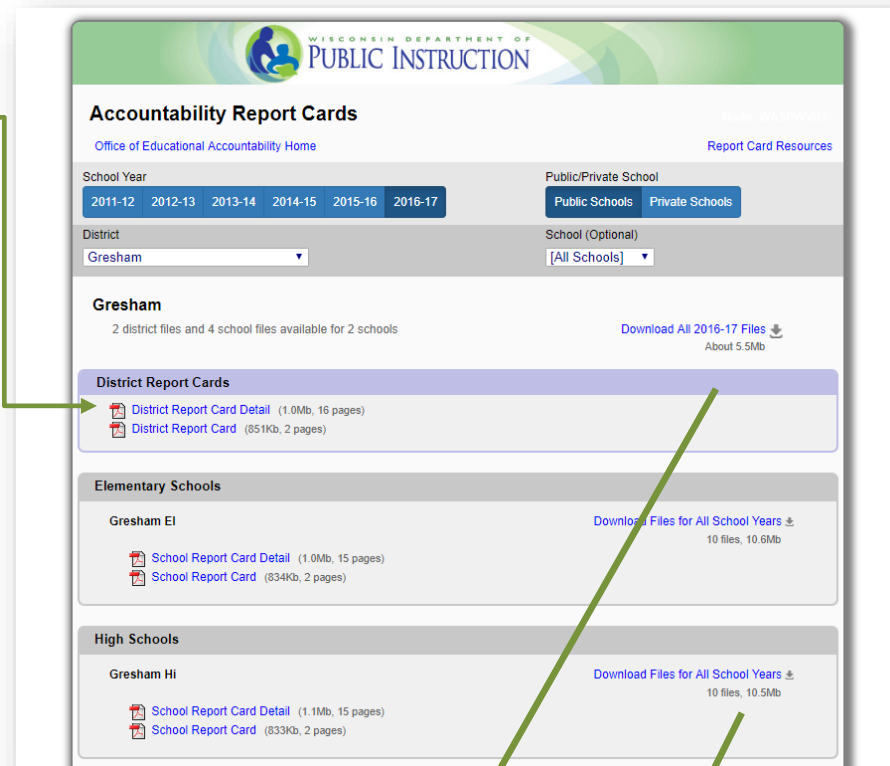 WISCONSIN DEPARTMENT OF
PUBLIC INSTRUCTION
Accountability Report Cards
Office of Educational Accountability Home Report Card Resources
School Year Public/Private School
2011-12 2012-13 2013-14 2014-15 2015-16 2016-17 Public Schools Private Schools
District School (Optional)
Gresham [All Schools]
Gresham
2 district files and 4 school files available for 2 schools Download All 2016-17 Files
About 5.5Mb
District Report Cards
District Report Card Detail (1.0Mb, 16 pages)
District Report Card (851Kb, 2 pages)
Elementary Schools
Gresham El Download Files for All School Years
10 files, 10.6Mb
School Report Card Detail (1.0Mb, 15 pages)
School Report Card (834Kb, 2 pages)
High Schools
Gresham Hi Download Files for All School Years
10 files, 10.5Mb
School Report Card Detail (1.1Mb, 15 pages)
School Report Card (833Kb, 2 pages)